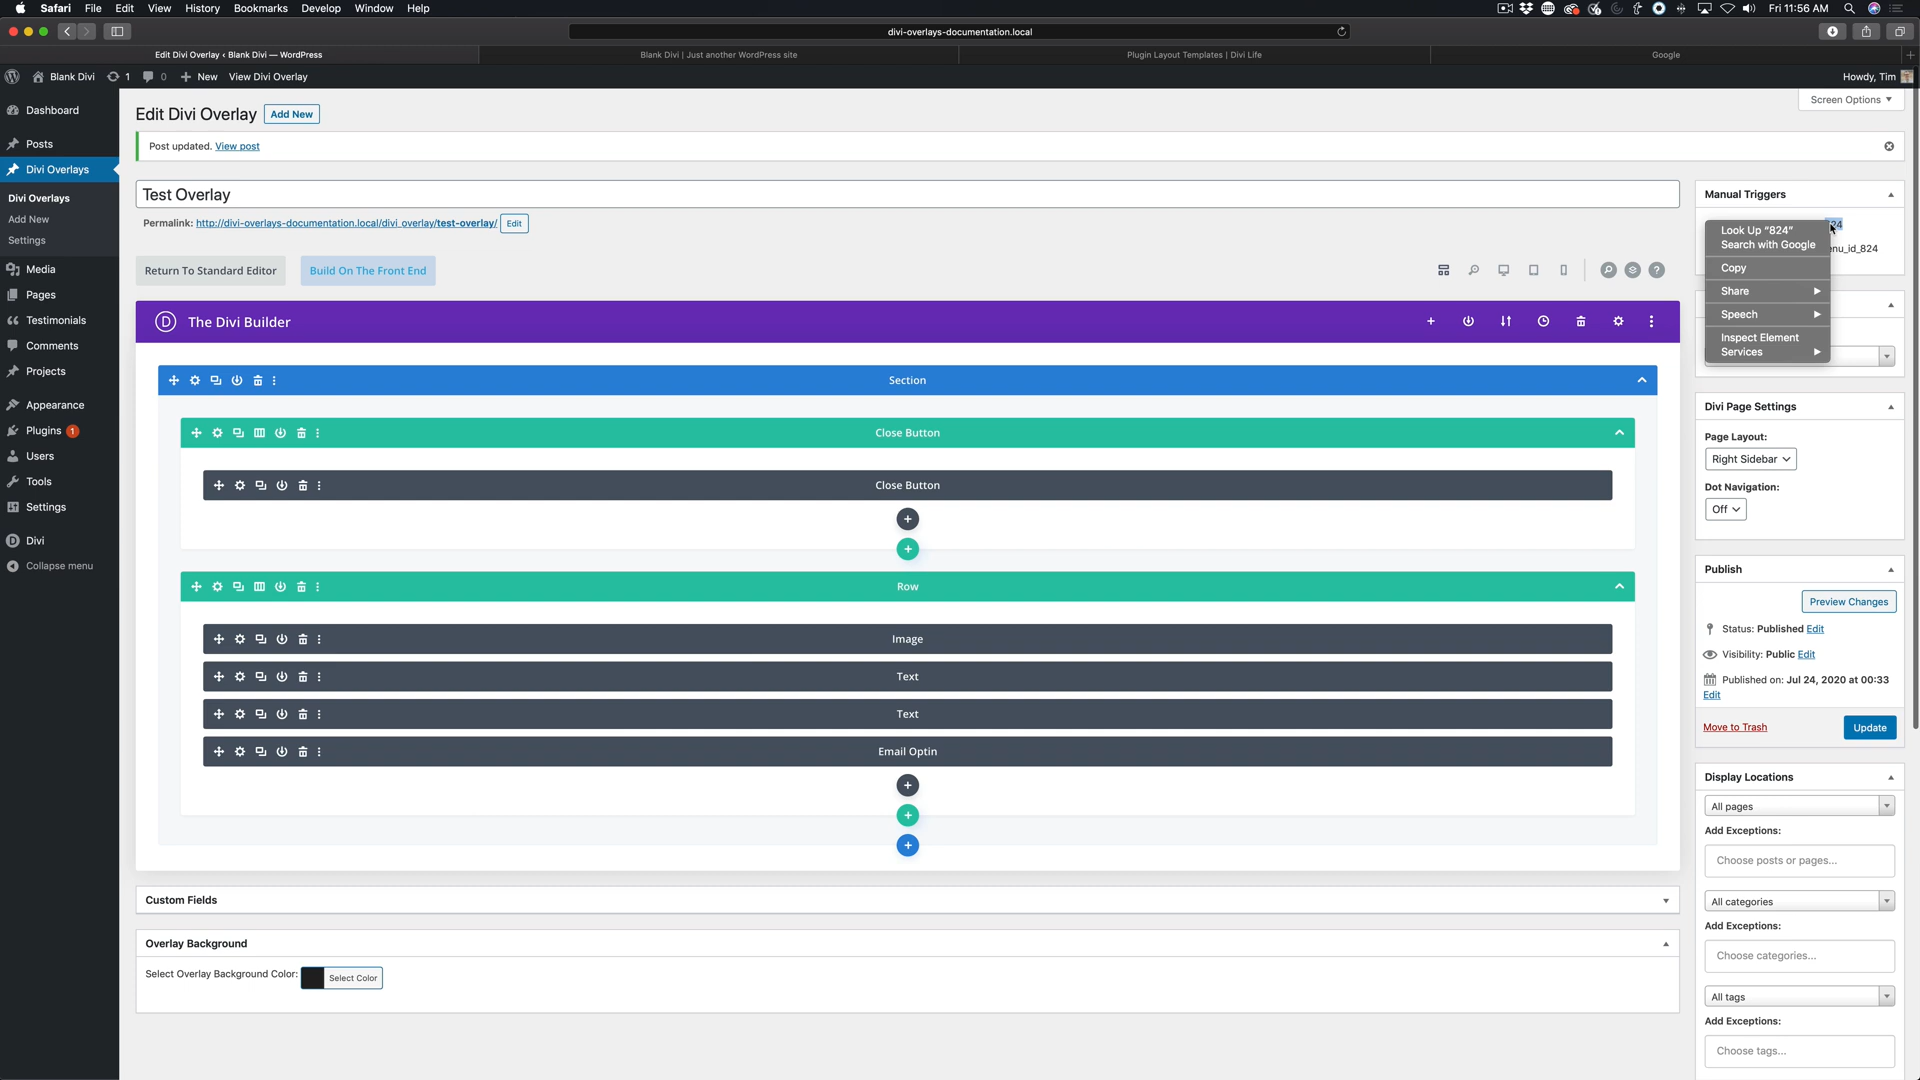 Safari File Edit View History Bookmarks Develop Window Help Fri 11:56 AM
divi-overlays-documentation.local
Edit Divi Overlay ‹ Blank Divi — WordPress
Blank Divi | Just another WordPress site
Plugin Layout Templates | Divi Life
Google
Blank Divi 1 0 New View Divi Overlay Howdy, Tim
Screen Options
Dashboard
Posts
Divi Overlays
Divi Overlays
Add New
Settings
Media
Pages
Testimonials
Comments
Projects
Appearance
Plugins 1
Users
Tools
Settings
Divi
Collapse menu
Edit Divi Overlay Add New
Post updated. View post
Test Overlay
Permalink: http://divi-overlays-documentation.local/divi_overlay/test-overlay/ Edit
Return To Standard Editor Build On The Front End
The Divi Builder
Section
Close Button
Close Button
Row
Image
Text
Text
Email Optin
Custom Fields
Overlay Background
Select Overlay Background Color: Select Color
Manual Triggers
24
enu_id_824
Look Up “824”
Search with Google
Copy
Share
Speech
Inspect Element
Services
Divi Page Settings
Page Layout:
Right Sidebar
Dot Navigation:
Off
Publish
Preview Changes
Status: Published Edit
Visibility: Public Edit
Published on: Jul 24, 2020 at 00:33
Edit
Move to Trash Update
Display Locations
All pages
Add Exceptions:
Choose posts or pages...
All categories
Add Exceptions:
Choose categories...
All tags
Add Exceptions:
Choose tags...